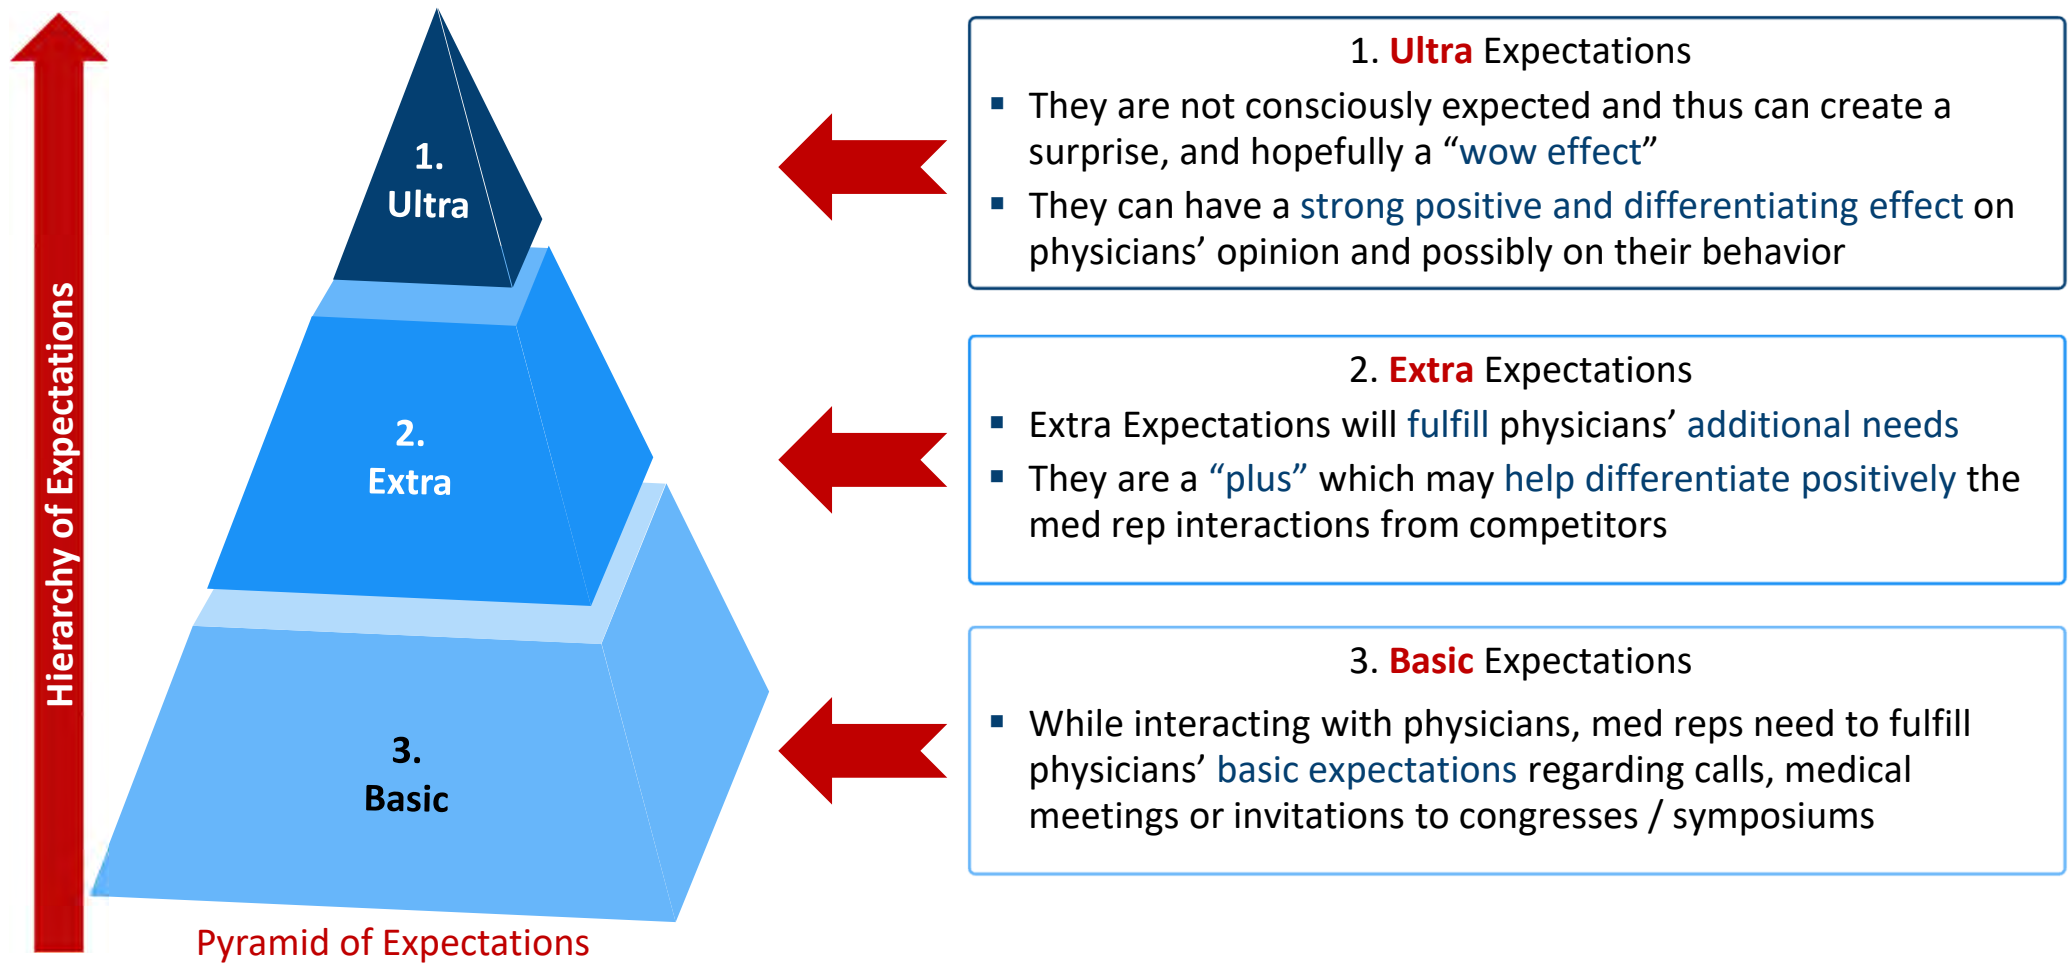 Hierarchy of Expectations
1.
Ultra
2.
Extra
3.
Basic
Pyramid of Expectations
1. Ultra Expectations
▪ They are not consciously expected and thus can create a
surprise, and hopefully a “wow effect”
▪ They can have a strong positive and differentiating effect on
physicians’ opinion and possibly on their behavior
2. Extra Expectations
▪ Extra Expectations will fulfill physicians’ additional needs
▪ They are a “plus” which may help differentiate positively the
med rep interactions from competitors
3. Basic Expectations
▪ While interacting with physicians, med reps need to fulfill
physicians’ basic expectations regarding calls, medical
meetings or invitations to congresses / symposiums